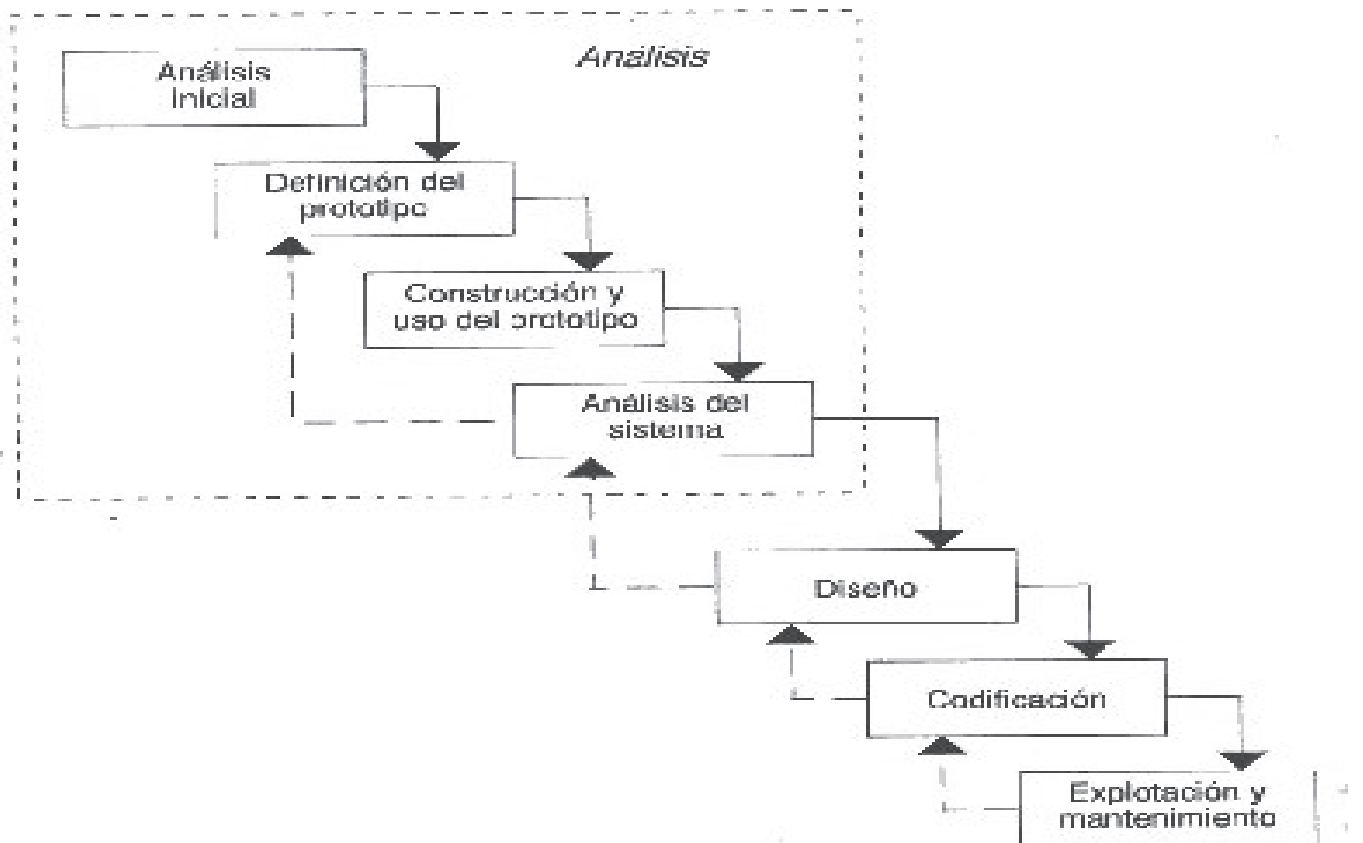 Análisis
Análisis
inicial
Definición del
prototipo
Construcción y
uso del prototipo
Análisis del
sistema
Diseño
Codificación
Explotación y
mantenimiento